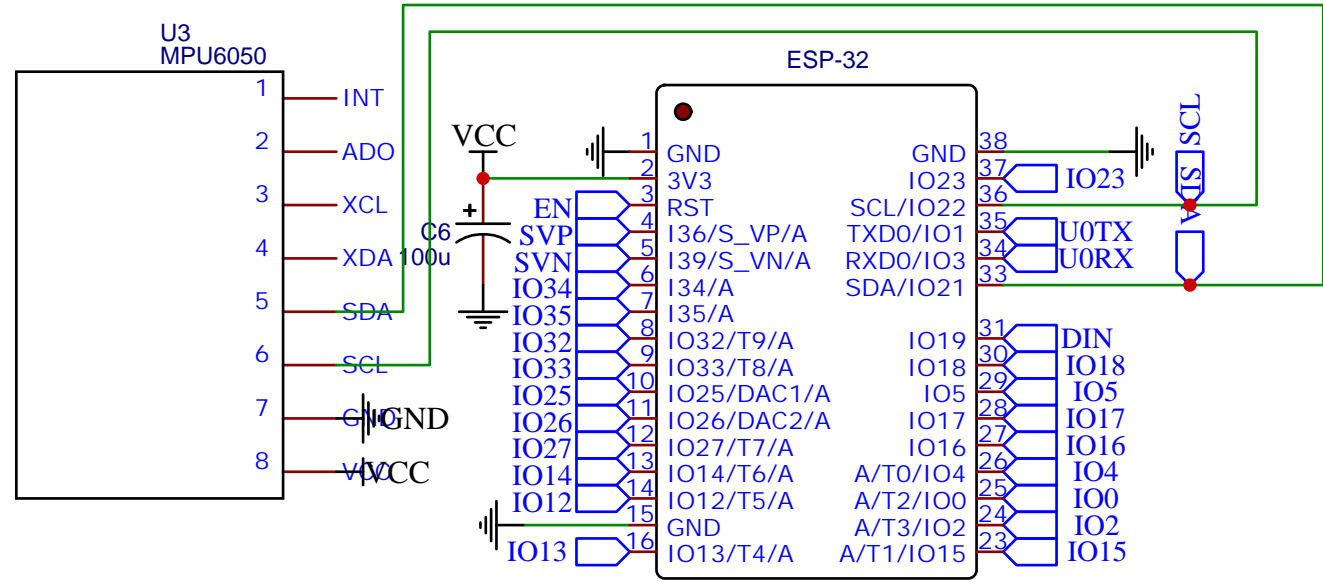 U3
MPU6050
1 INT
2 ADO
3 XCL
4 XDA
5 SDA
6 SCL
7 GND GND
8 VCC VCC
VCC
+
C6
100u
ESP-32
1 GND
2 3V3
EN 3 RST
SVP 4 I36/S_VP/A
SVN 5 I39/S_VN/A
IO34 6 I34/A
IO35 7 I35/A
IO32 8 IO32/T9/A
IO33 9 IO33/T8/A
IO25 10 IO25/DAC1/A
IO26 11 IO26/DAC2/A
IO27 12 IO27/T7/A
IO14 13 IO14/T6/A
IO12 14 IO12/T5/A
15 GND
IO13 16 IO13/T4/A
GND 38
IO23 37 IO23
SCL/IO22 36
TXD0/IO1 35 U0TX
RXD0/IO3 34 U0RX
SDA/IO21 33
IO19 31 DIN
IO18 30 IO18
IO5 29 IO5
IO17 28 IO17
IO16 27 IO16
A/T0/IO4 26 IO4
A/T2/IO0 25 IO0
A/T3/IO2 24 IO2
A/T1/IO15 23 IO15
SCL